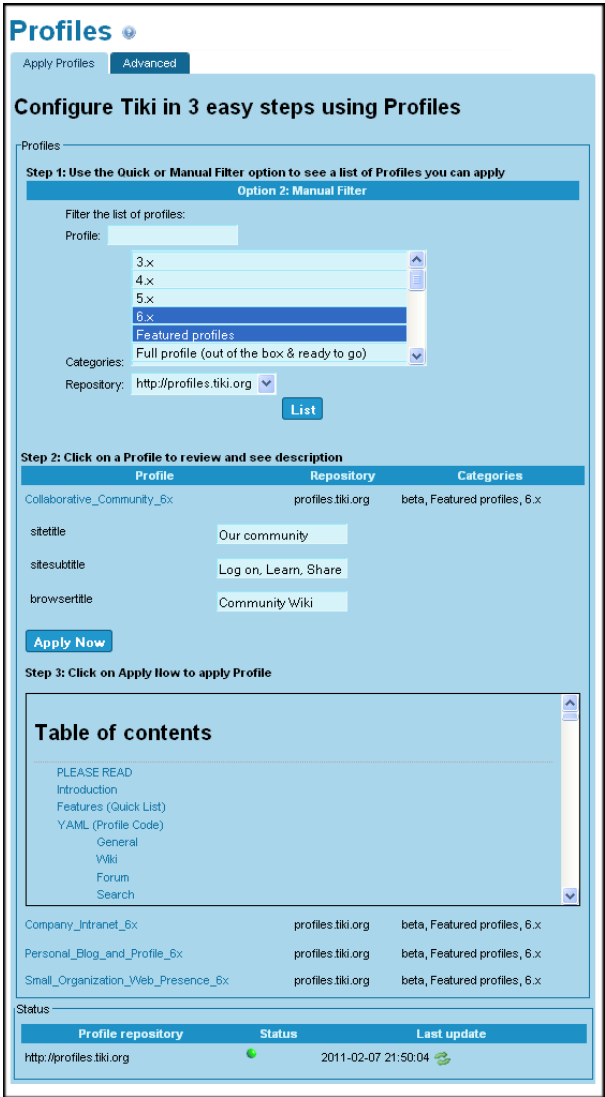 Profiles
Apply Profiles Advanced
Configure Tiki in 3 easy steps using Profiles
Profiles
Step 1: Use the Quick or Manual Filter option to see a list of Profiles you can apply
Option 2: Manual Filter
Filter the list of profiles:
Profile:
3.x
4.x
5.x
6.x
Featured profiles
Full profile (out of the box & ready to go)
Categories:
Repository: http://profiles.tiki.org
List
Step 2: Click on a Profile to review and see description
Profile Repository Categories
Collaborative_Community_6x profiles.tiki.org beta, Featured profiles, 6.x
sitetitle Our community
sitesubtitle Log on, Learn, Share
browsertitle Community Wiki
Apply Now
Step 3: Click on Apply Now to apply Profile
Table of contents
PLEASE READ
Introduction
Features (Quick List)
YAML (Profile Code)
General
Wiki
Forum
Search
Company_Intranet_6x profiles.tiki.org beta, Featured profiles, 6.x
Personal_Blog_and_Profile_6x profiles.tiki.org beta, Featured profiles, 6.x
Small_Organization_Web_Presence_6x profiles.tiki.org beta, Featured profiles, 6.x
Status
Profile repository Status Last update
http://profiles.tiki.org 2011-02-07 21:50:04